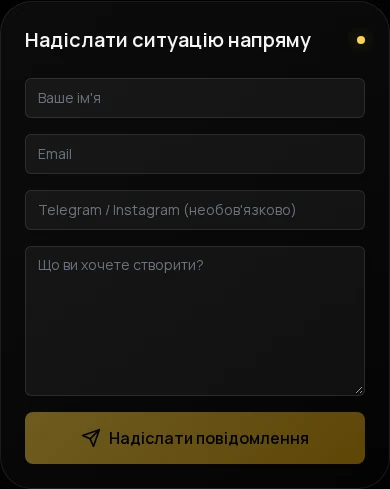 Надіслати ситуацію напряму
Ваше ім'я
Email
Telegram / Instagram (необов'язково)
Що ви хочете створити?
Надіслати повідомлення